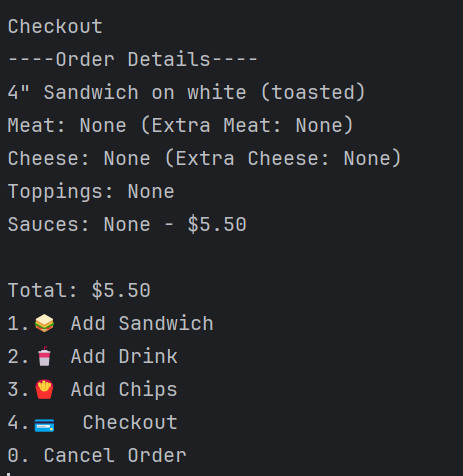 Checkout
----Order Details----
4" Sandwich on white (toasted)
Meat: None (Extra Meat: None)
Cheese: None (Extra Cheese: None)
Toppings: None
Sauces: None - $5.50

Total: $5.50
1.🥪 Add Sandwich
2.🥤 Add Drink
3.🍟 Add Chips
4.💳  Checkout
0. Cancel Order